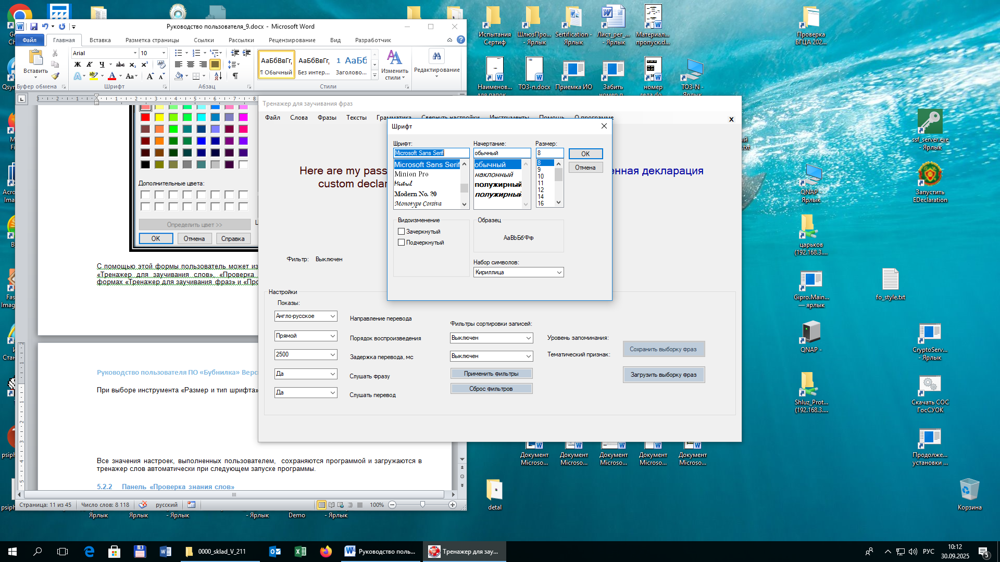 Руководство пользователя_9.docx - Microsoft Word
Файл
Главная
Вставка
Разметка страницы
Ссылки
Рассылки
Рецензирование
Вид
Разработчик
Вставить
Arial
10
Буфер обмена
Шрифт
Абзац
АаБбВвГг,
¶ Обычный
АаБбВвГг,
Без интер...
1 АаБб
Заголово...
Стили
Изменить
стили
Редактирование
Дополнительные цвета:
Определить цвет >>
OK
Отмена
Справка
С помощью этой формы пользователь может из
«Тренажер для заучивания слов», «Проверка
формах «Тренажер для заучивания фраз» и «Про
Руководство пользователя ПО «Бубнилка» Верс
При выборе инструмента «Размер и тип шрифта»
Все значения настроек, выполненных пользователем, сохраняются программой и загружаются в
тренажер слов автоматически при следующем запуске программы.
5.2.2 Панель «Проверка знания слов»
Страница: 11 из 45
Число слов: 8 118
русский
100%
Тренажер для заучивания фраз
Файл
Слова
Фразы
Тексты
Грамматика
Свернуть настройки
Инструменты
Помощь
О программе
x
Here are my pass
custom declar
енная декларация
Фильтр: Выключен
Шрифт
Шрифт:
Microsoft Sans Serif
Microsoft Sans Serif
Minion Pro
Mistral
Modern No. 20
Monotype Corsiva
Начертание:
обычный
обычный
наклонный
полужирный
полужирный
Размер:
8
8
9
10
11
12
14
16
OK
Отмена
Видоизменение
Зачеркнутый
Подчеркнутый
Образец
АаВbБбФф
Набор символов:
Кириллица
Настройки
Показы:
Англо-русское
Направление перевода
Прямой
Порядок воспроизведения
2500
Задержка перевода, мс
Да
Слушать фразу
Да
Слушать перевод
Фильтры сортировки записей:
Выключен
Уровень запоминания:
Выключен
Тематический признак:
Применить фильтры
Сброс фильтров
Сохранить выборку фраз
Загрузить выборку фраз
Испытания
Сертиф
ШлюзПро...
- Ярлык
Sertification -
Ярлык
Лист_рег_...
- Ярлык
Материал...
пропуск.d...
Проверка
БГЦА 202...
Наименов...
для папок
ТОЗ-n.docx
Приемка ИО
Забить
номер п
номер
дела.do
ТОЗ-N -
Ярлык
ssf_server.exe
- Ярлык
QNAP
Ярлык
Запустить
EDeclaration
царьков
(192.168.3....
Gipro.Main...
— ярлык
fo_style.txt
QNAP -
CryptoServ...
- Ярлык
Shluz_Prot...
(192.168.3....
Скачать СОС
ГосСУОК
Продолже...
установки ...
Документ
Microso...
Документ
Microso...
Документ
Microso...
Документ
Microso...
Документ
Microso...
detal
Корзина
Ярлык
Ярлык
- Ярлык
- Ярлык
Demo
- Ярлык
0000_sklad_V_211
Руководство поль...
Тренажер для зау...
РУС
10:12
30.09.2025
5